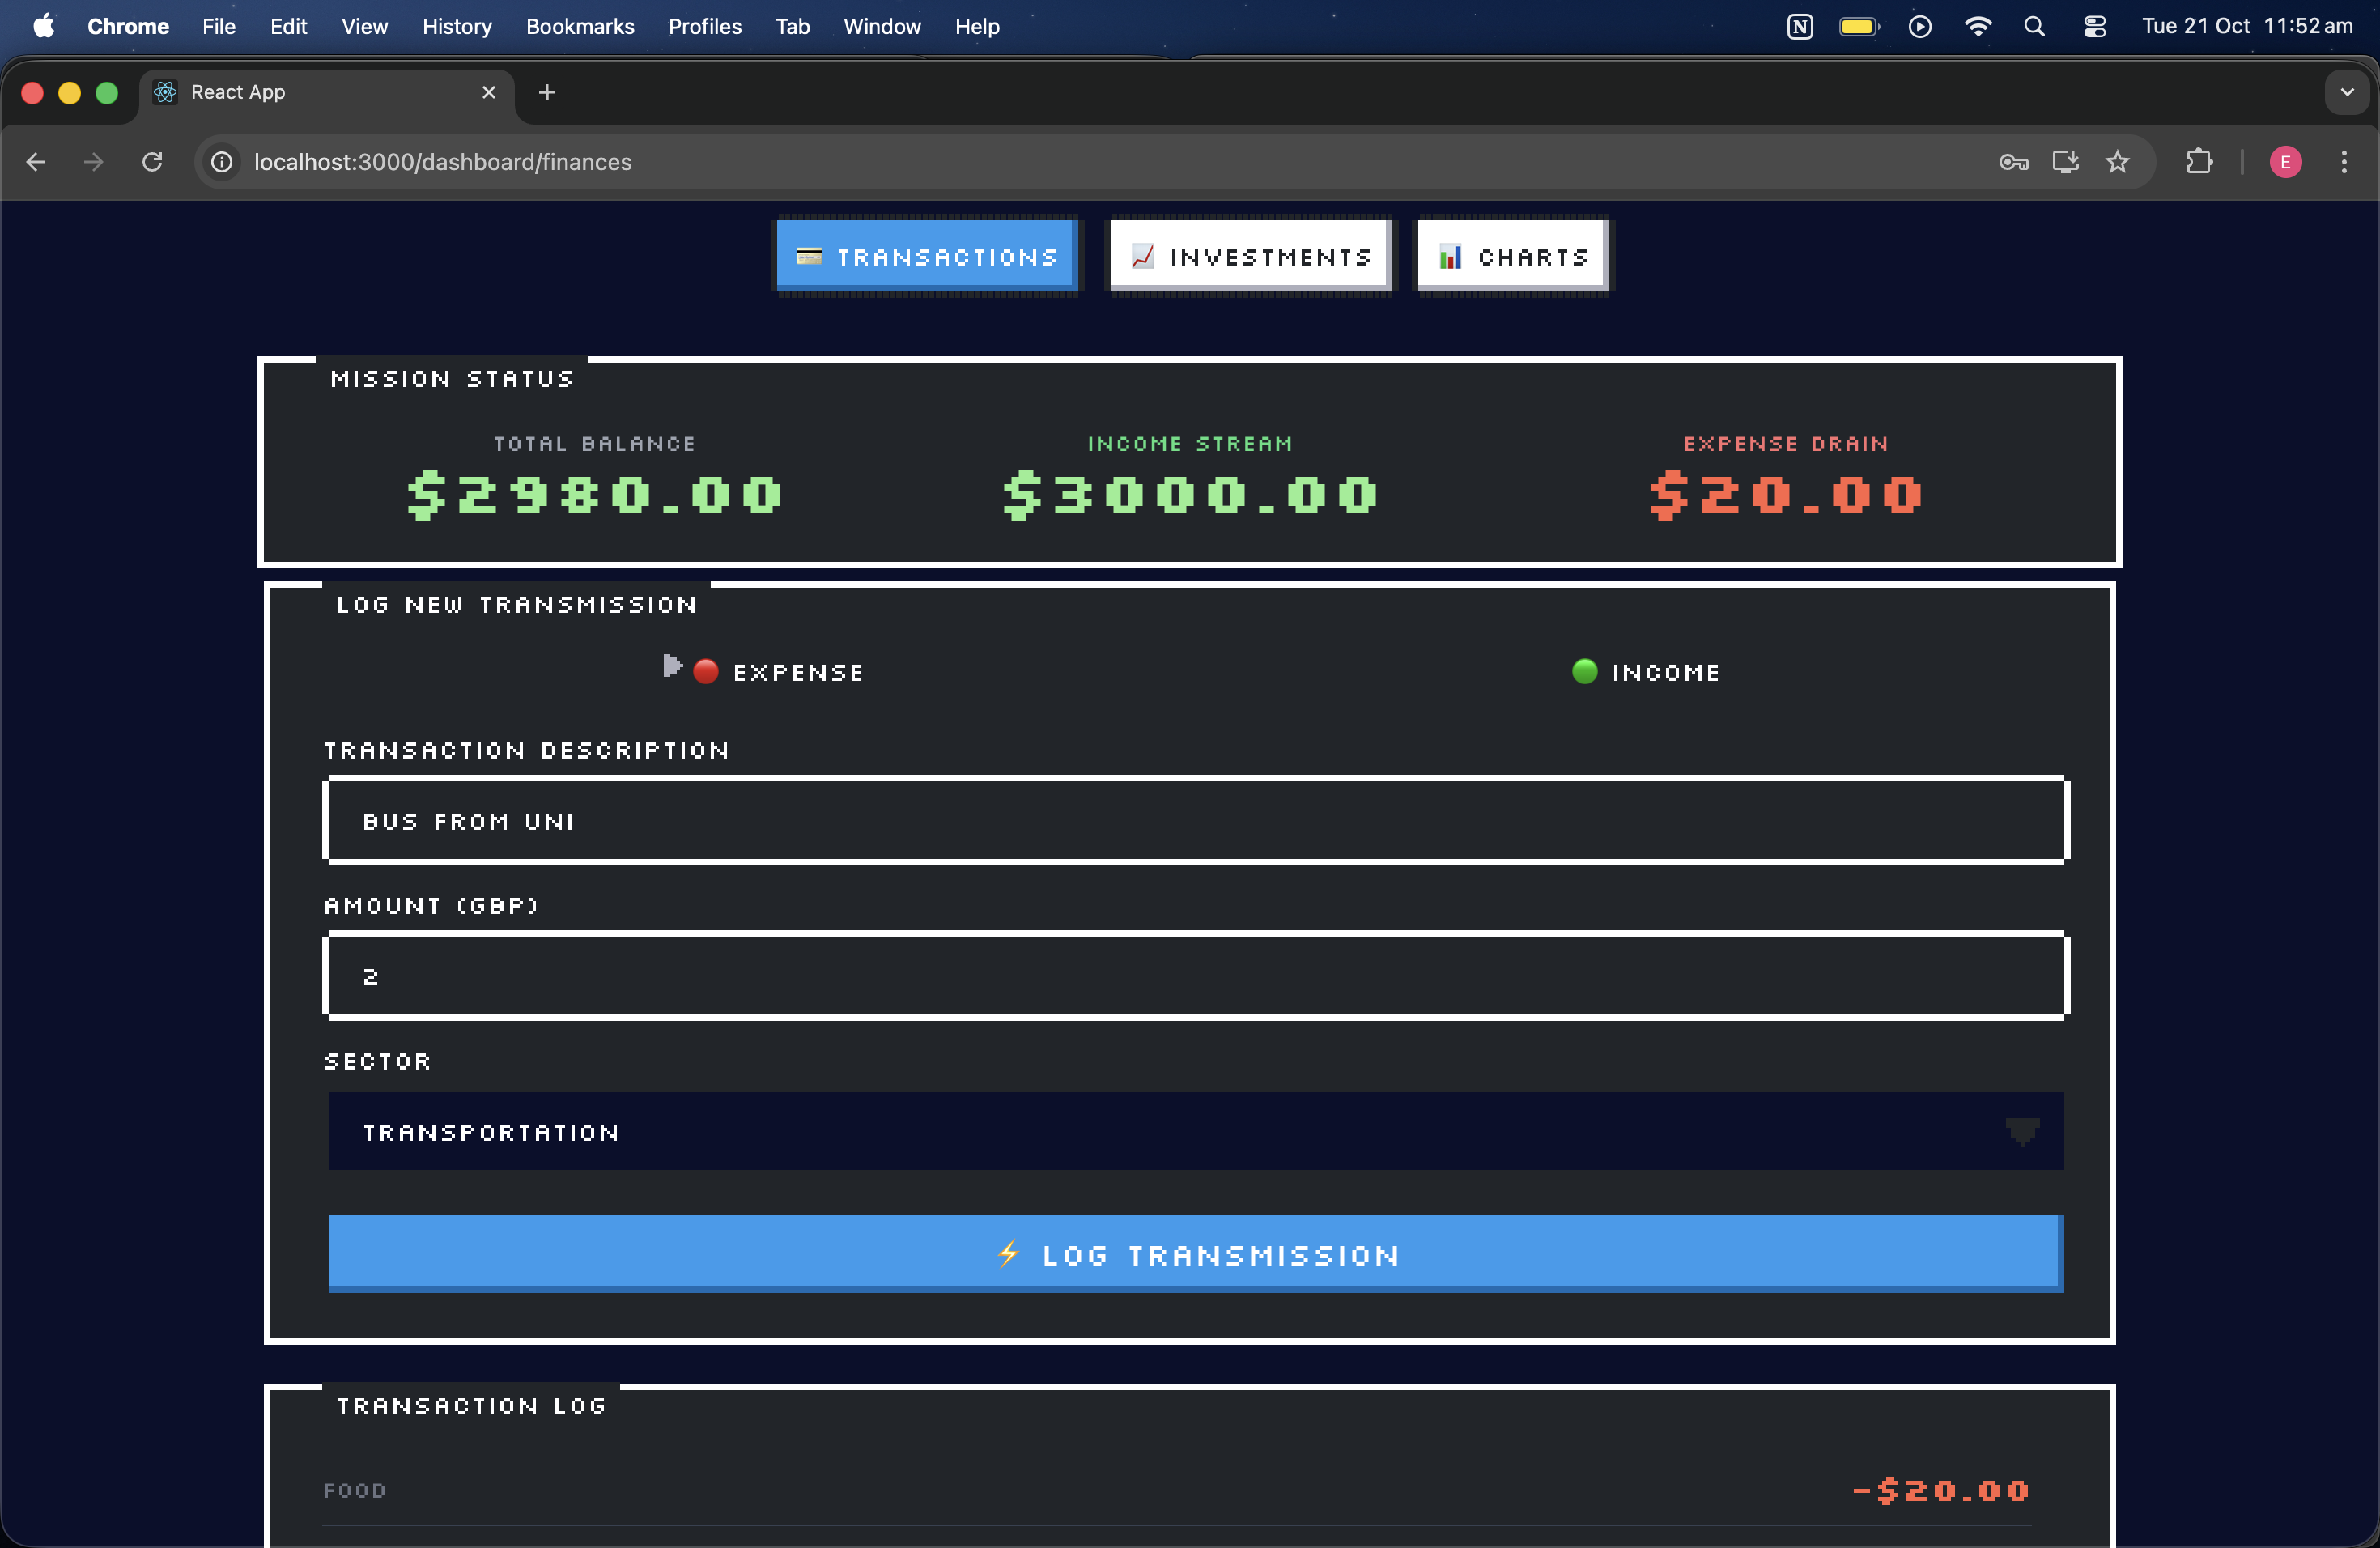 Chrome File Edit View History Bookmarks Profiles Tab Window Help N Tue 21 Oct 11:52 am
React App
localhost:3000/dashboard/finances E
TRANSACTIONS INVESTMENTS CHARTS
MISSION STATUS
TOTAL BALANCE INCOME STREAM EXPENSE DRAIN
$2980.00 $3000.00 $20.00
LOG NEW TRANSMISSION
EXPENSE INCOME
TRANSACTION DESCRIPTION
BUS FROM UNI
AMOUNT (GBP)
2
SECTOR
TRANSPORTATION
⚡ LOG TRANSMISSION
TRANSACTION LOG
FOOD -$20.00